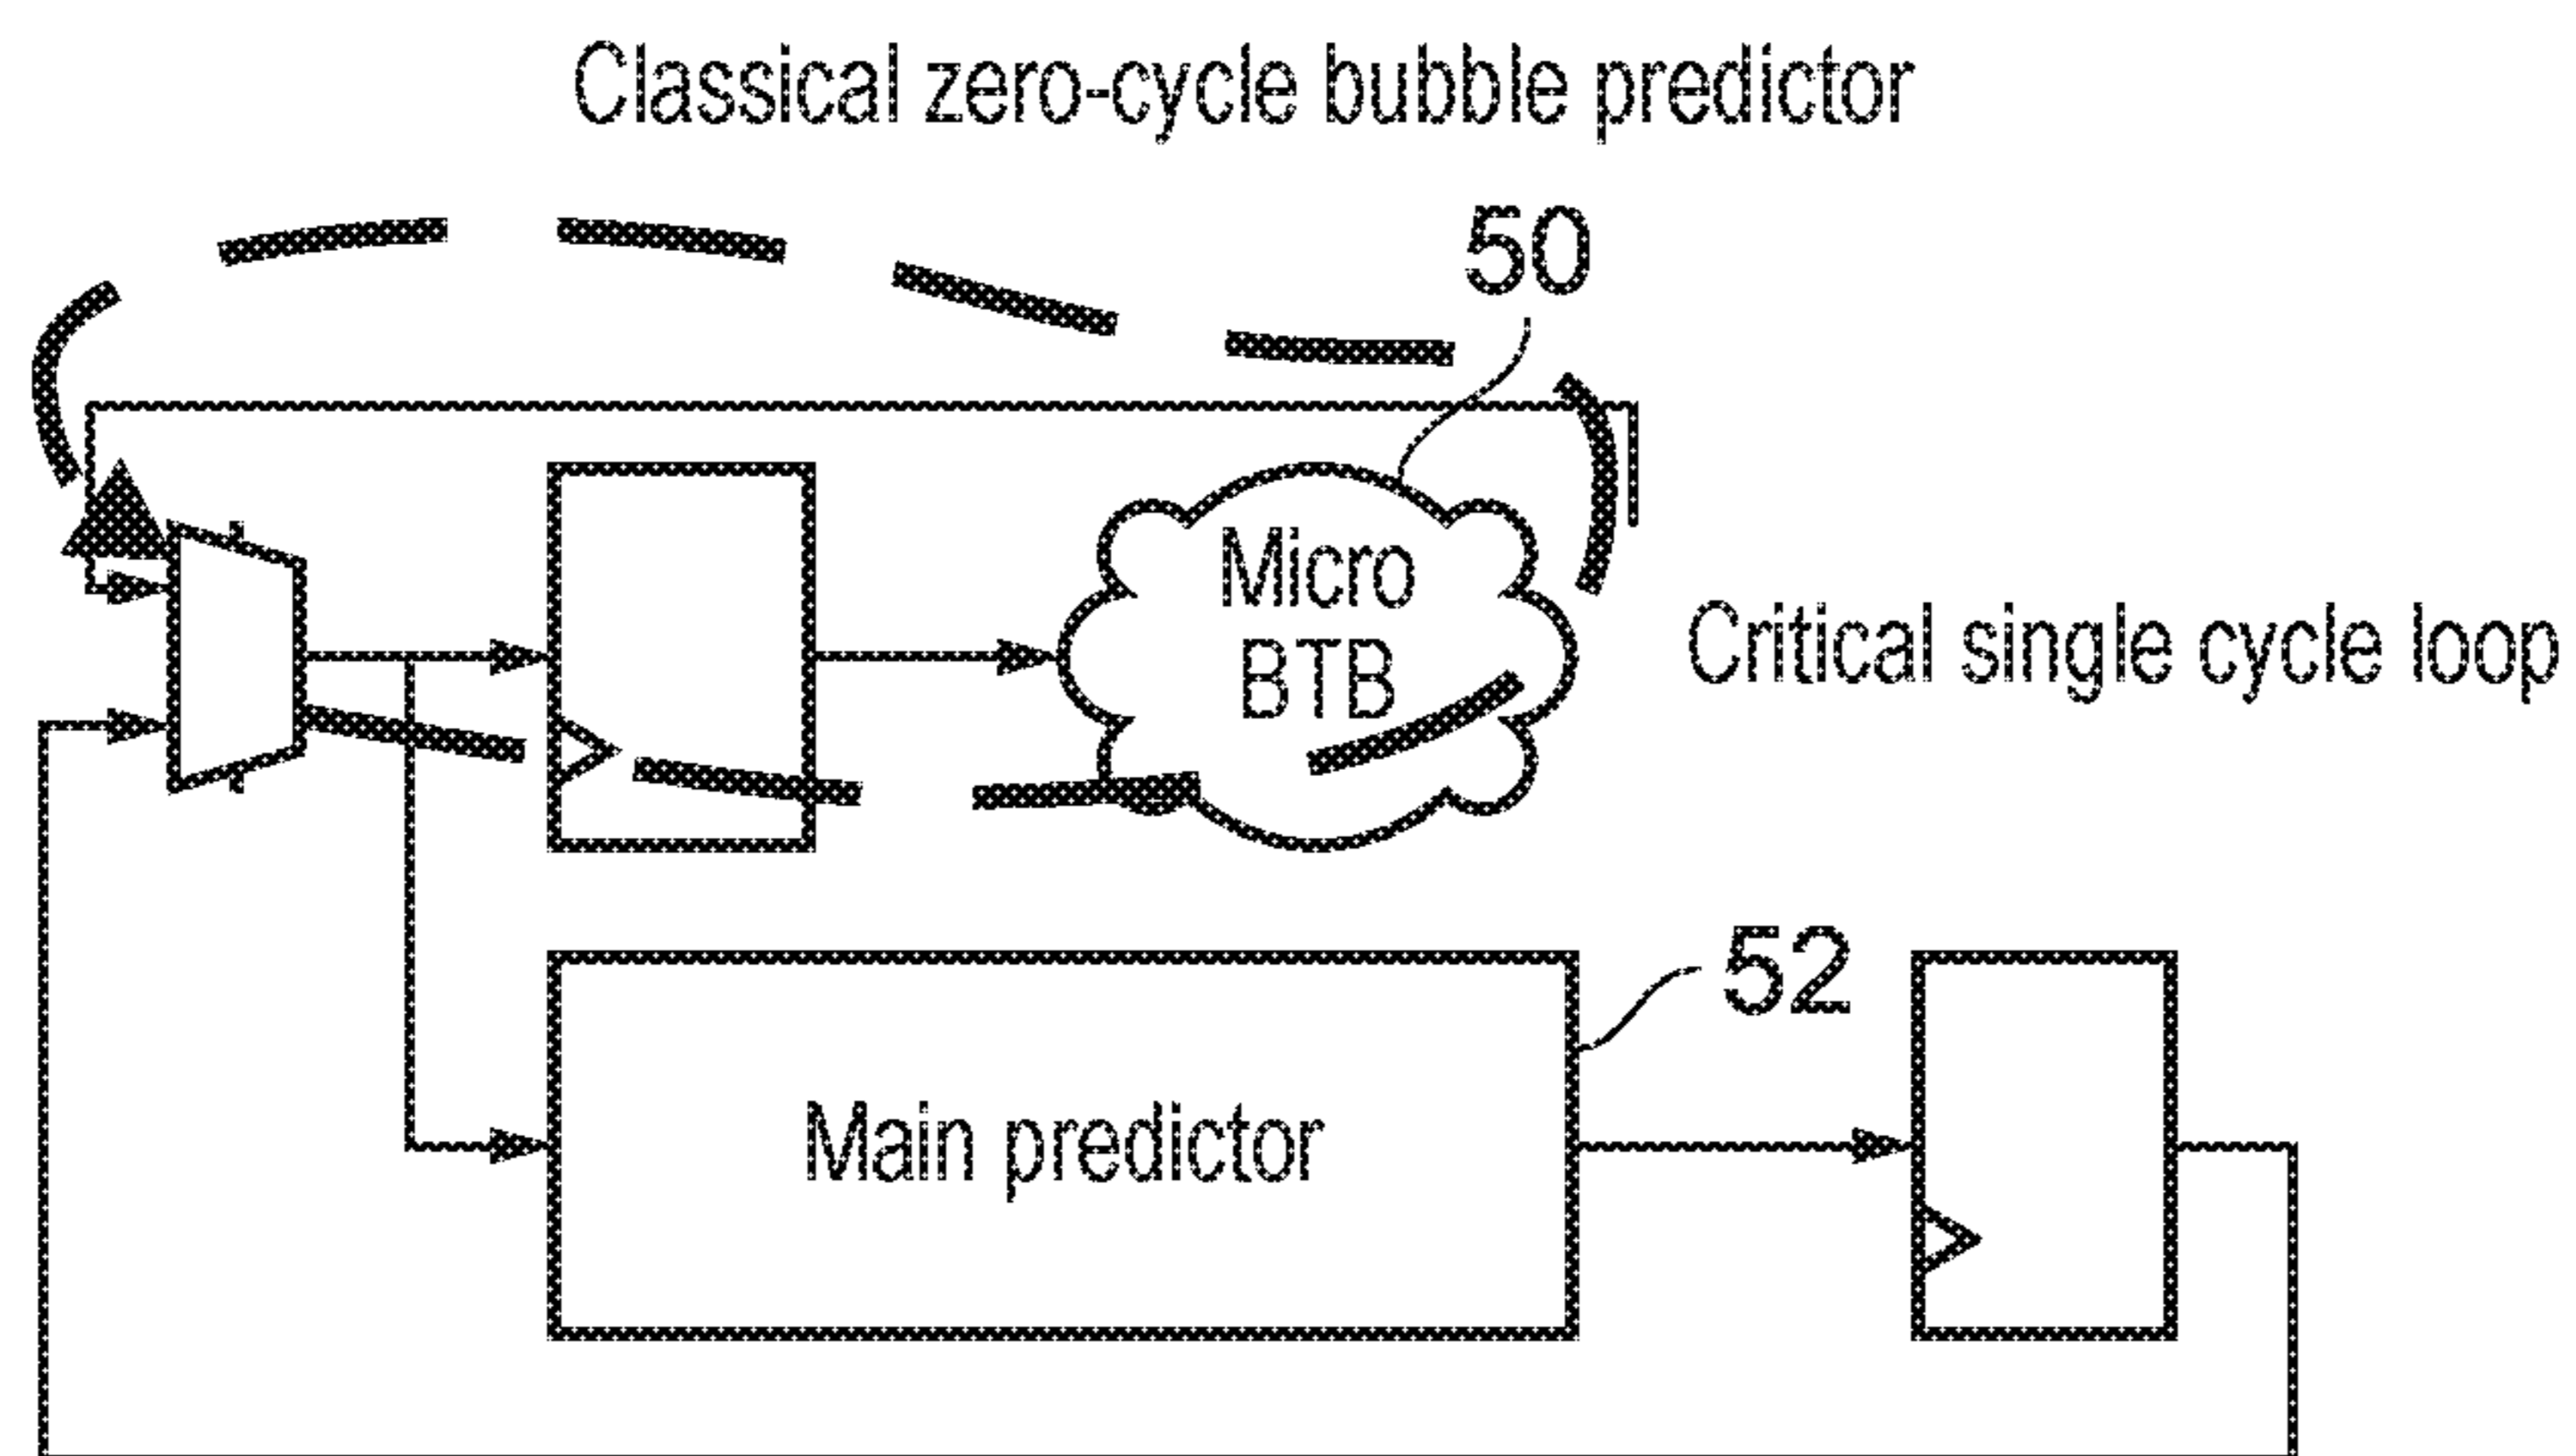 Classical zero-cycle bubble predictor
50
Micro
BTB
Critical single cycle loop
52
Main predictor